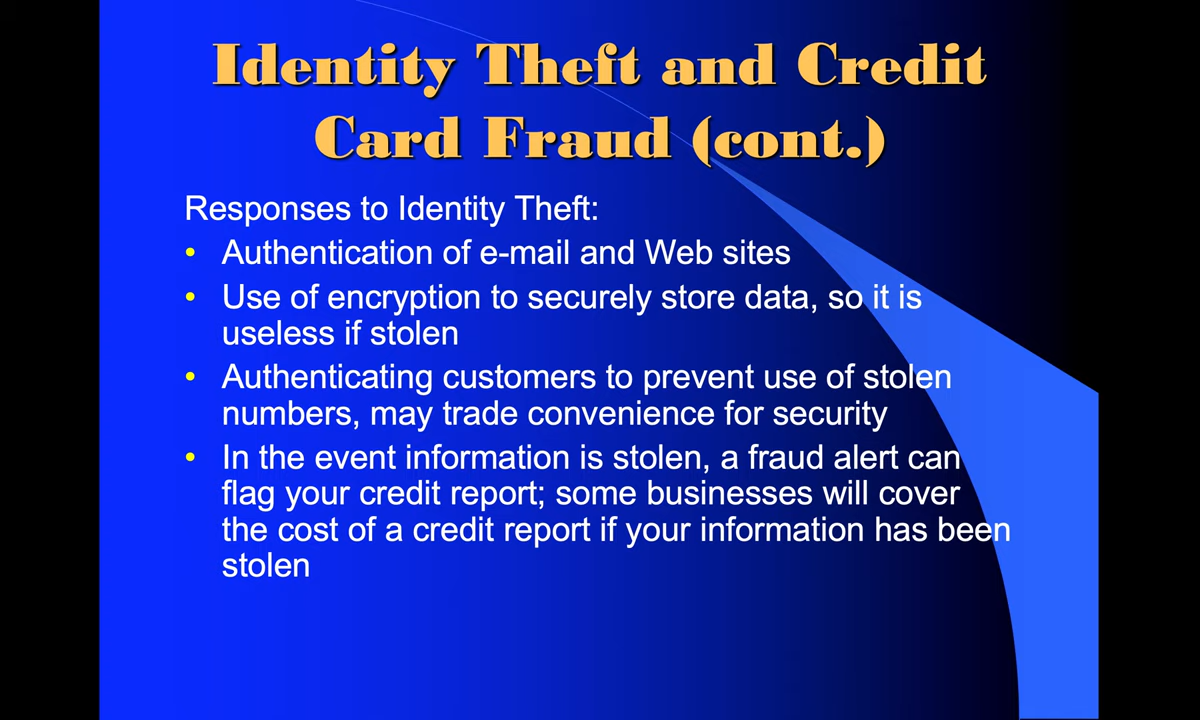 Identity Theft and Credit
Card Fraud (cont.)
Responses to Identity Theft:
• Authentication of e-mail and Web sites
• Use of encryption to securely store data, so it is
useless if stolen
• Authenticating customers to prevent use of stolen
numbers, may trade convenience for security
• In the event information is stolen, a fraud alert can
flag your credit report; some businesses will cover
the cost of a credit report if your information has been
stolen